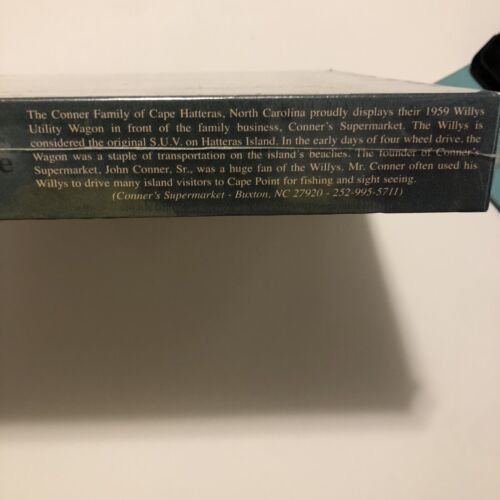 The Conner Family of Cape Hatteras, North Carolina proudly displays their 1959 Willys
Utility Wagon in front of the family business, Conner's Supermarket. The Willys is
considered the original S.U.V. on Hatteras Island. In the early days of four wheel drive, the
Wagon was a staple of transportation on the island's beaches. The founder of Conner's
Supermarket, John Conner, Sr., was a huge fan of the Willys. Mr. Conner often used his
Willys to drive many island visitors to Cape Point for fishing and sight seeing.
(Conner's Supermarket - Buxton, NC 27920 - 252-995-5711)
e